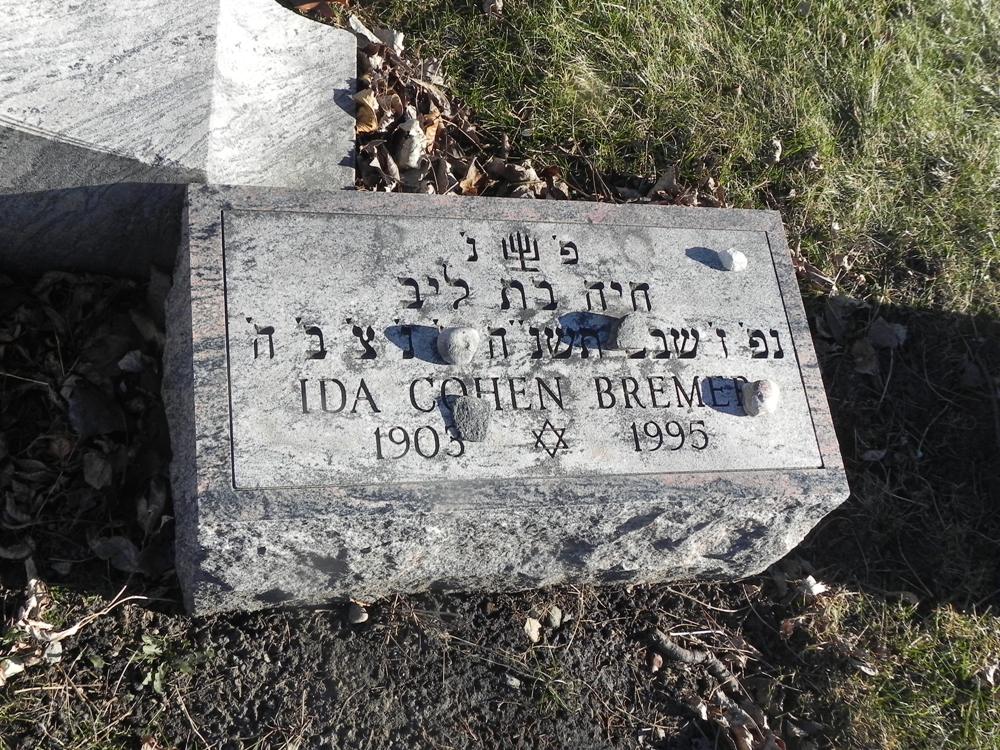 פ' נ'
חיה בת ליב
נפ' ז' שבט תשנ"ה ת' נ' צ' ב' ה'
IDA COHEN BREMER
1903 1995